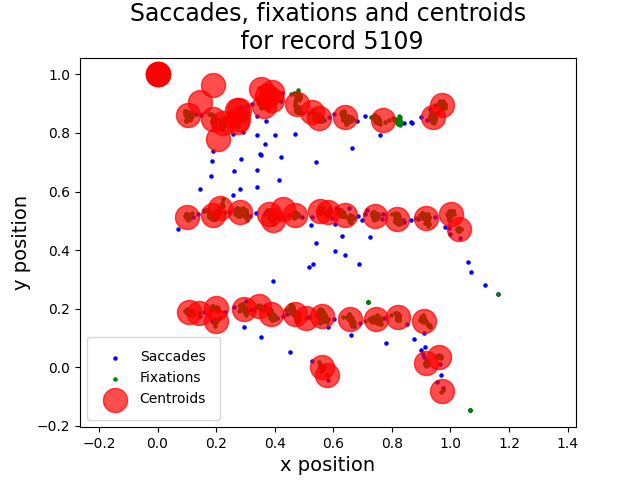 Saccades, fixations and centroids
for record 5109
1.0
0.8
0.6
0.4
0.2
0.0
−0.2
y position
Saccades
Fixations
Centroids
−0.2
0.0
0.2
0.4
0.6
0.8
1.0
1.2
1.4
x position